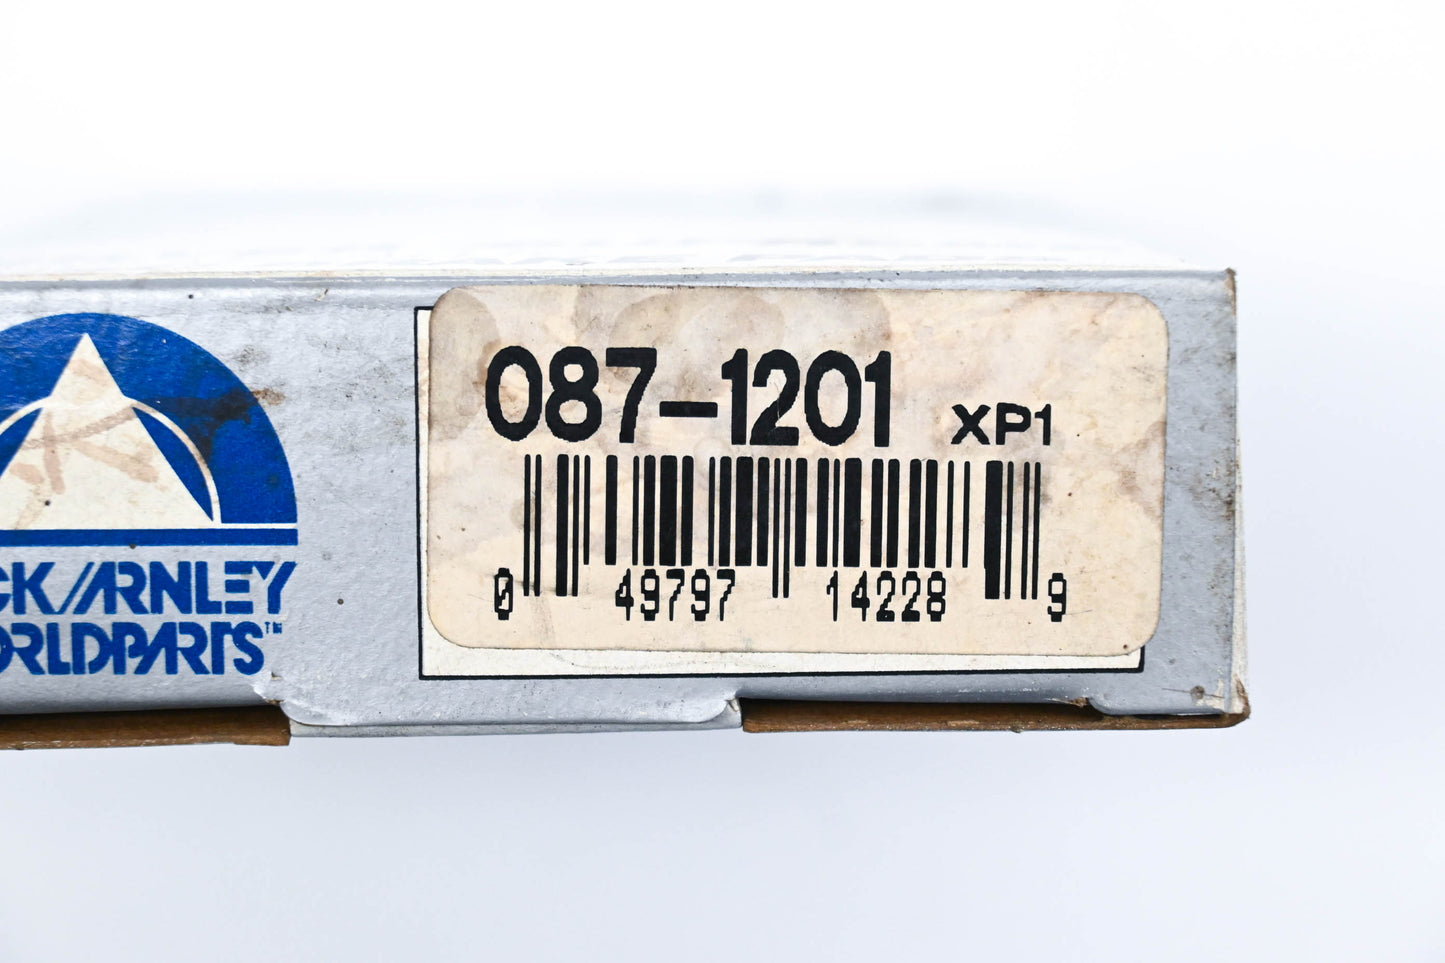 087-1201 XP1
0 49797 14228 9
CK/ARNLEY
ORLDPARTS™